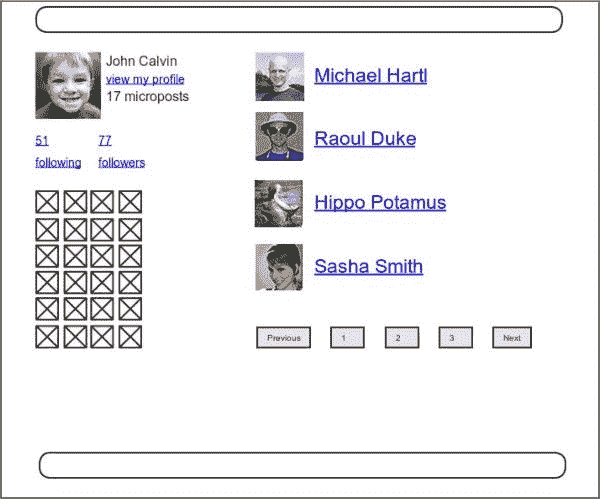 John Calvin
view my profile
17 microposts
51 77
following followers
Michael Hartl
Raoul Duke
Hippo Potamus
Sasha Smith
Previous 1 2 3 Next